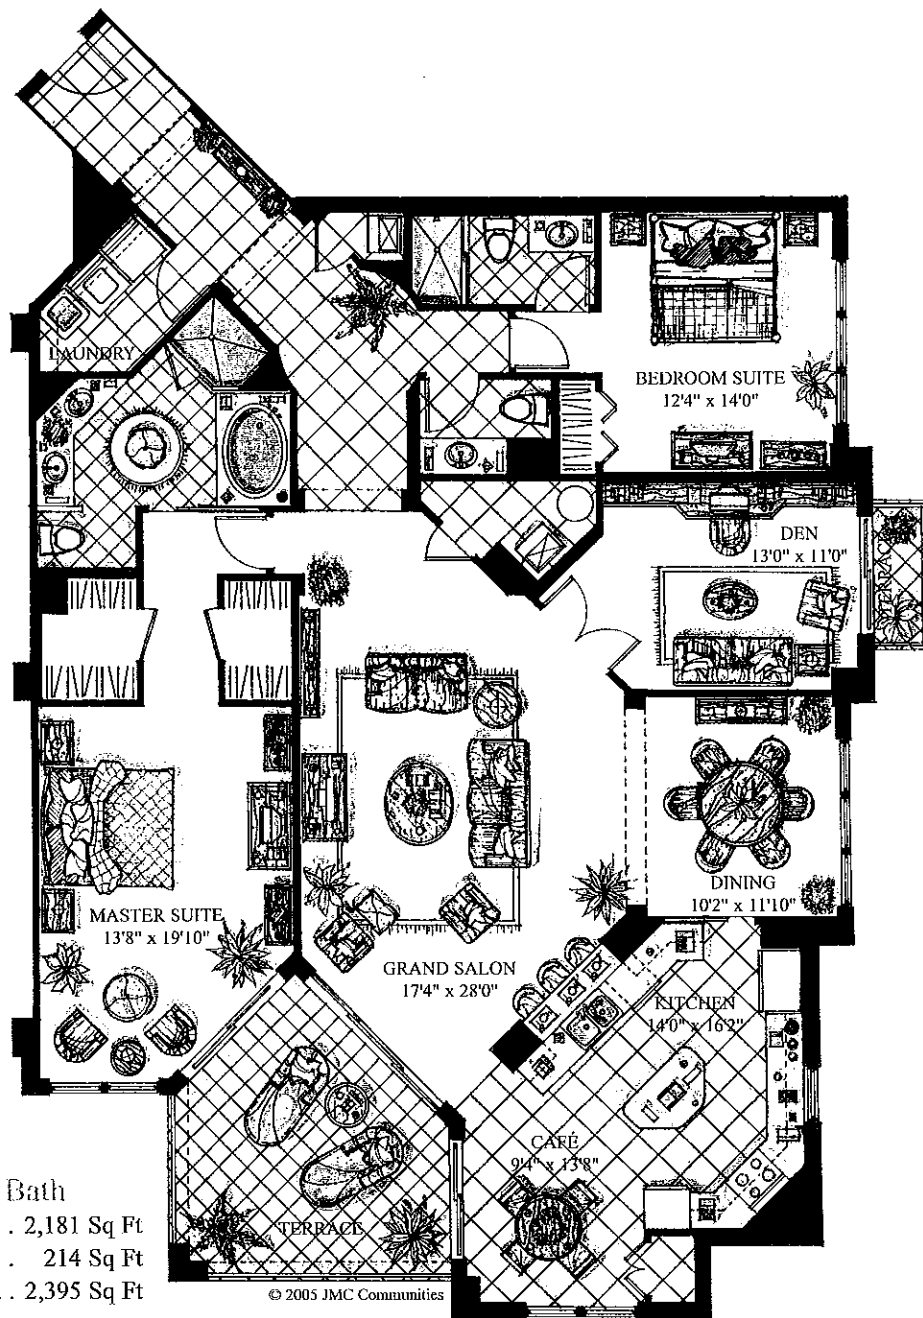 LAUNDRY
BEDROOM SUITE
12'4" x 14'0"
DEN
13'0" x 11'0"
TERRACE
DINING
10'2" x 11'10"
MASTER SUITE
13'8" x 19'10"
GRAND SALON
17'4" x 28'0"
KITCHEN
14'0" x 16'2"
CAFÉ
9'4" x 13'8"
TERRACE
Bath
. 2,181 Sq Ft
. 214 Sq Ft
. . 2,395 Sq Ft
© 2005 JMC Communities